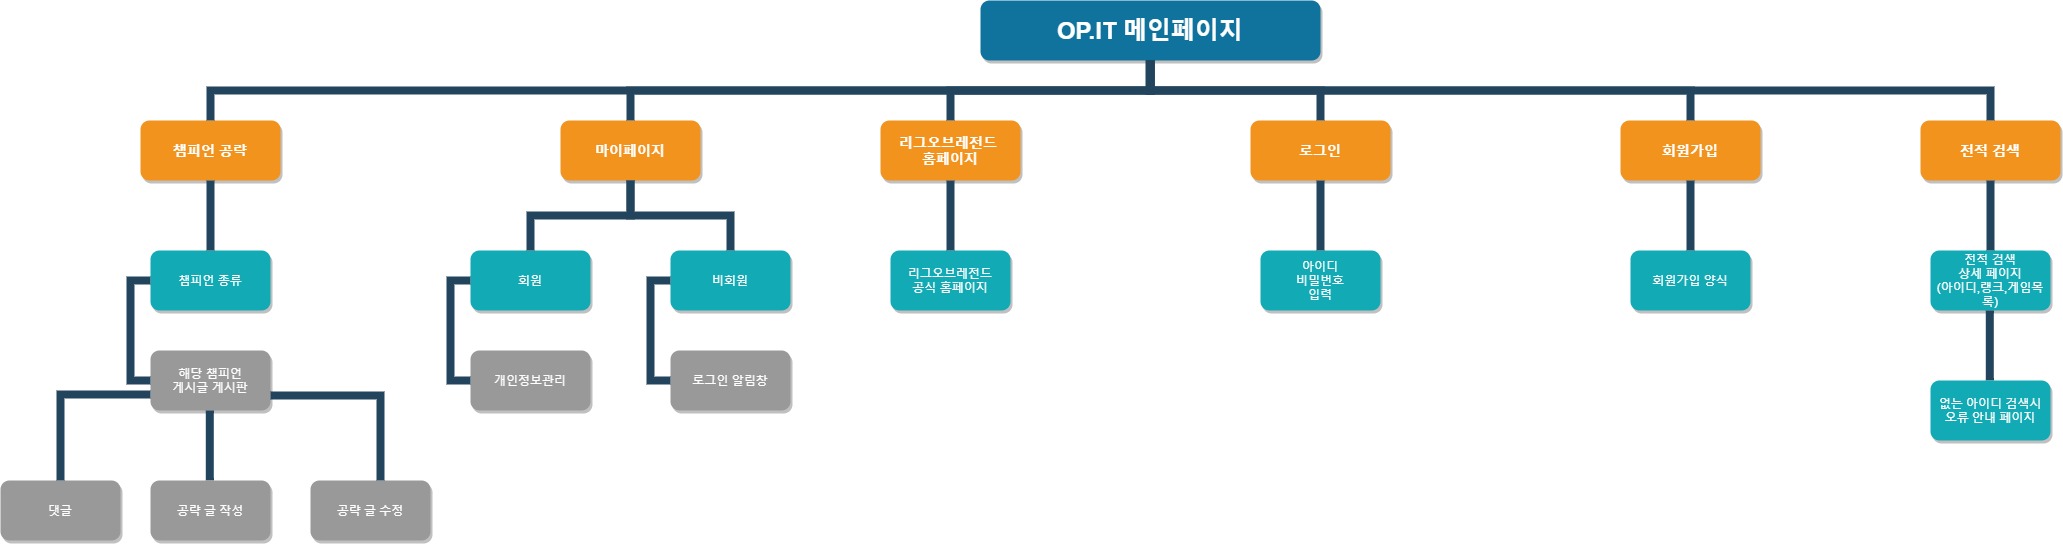 OP.IT 메인페이지
챔피언 공략
마이페이지
리그오브레전드
홈페이지
로그인
회원가입
전적 검색
챔피언 종류
회원
비회원
리그오브레전드
공식 홈페이지
아이디
비밀번호
입력
회원가입 양식
전적 검색
상세 페이지
(아이디,랭크,게임목
록)
해당 챔피언
게시글 게시판
개인정보관리
로그인 알림창
없는 아이디 검색시
오류 안내 페이지
댓글
공략 글 작성
공략 글 수정